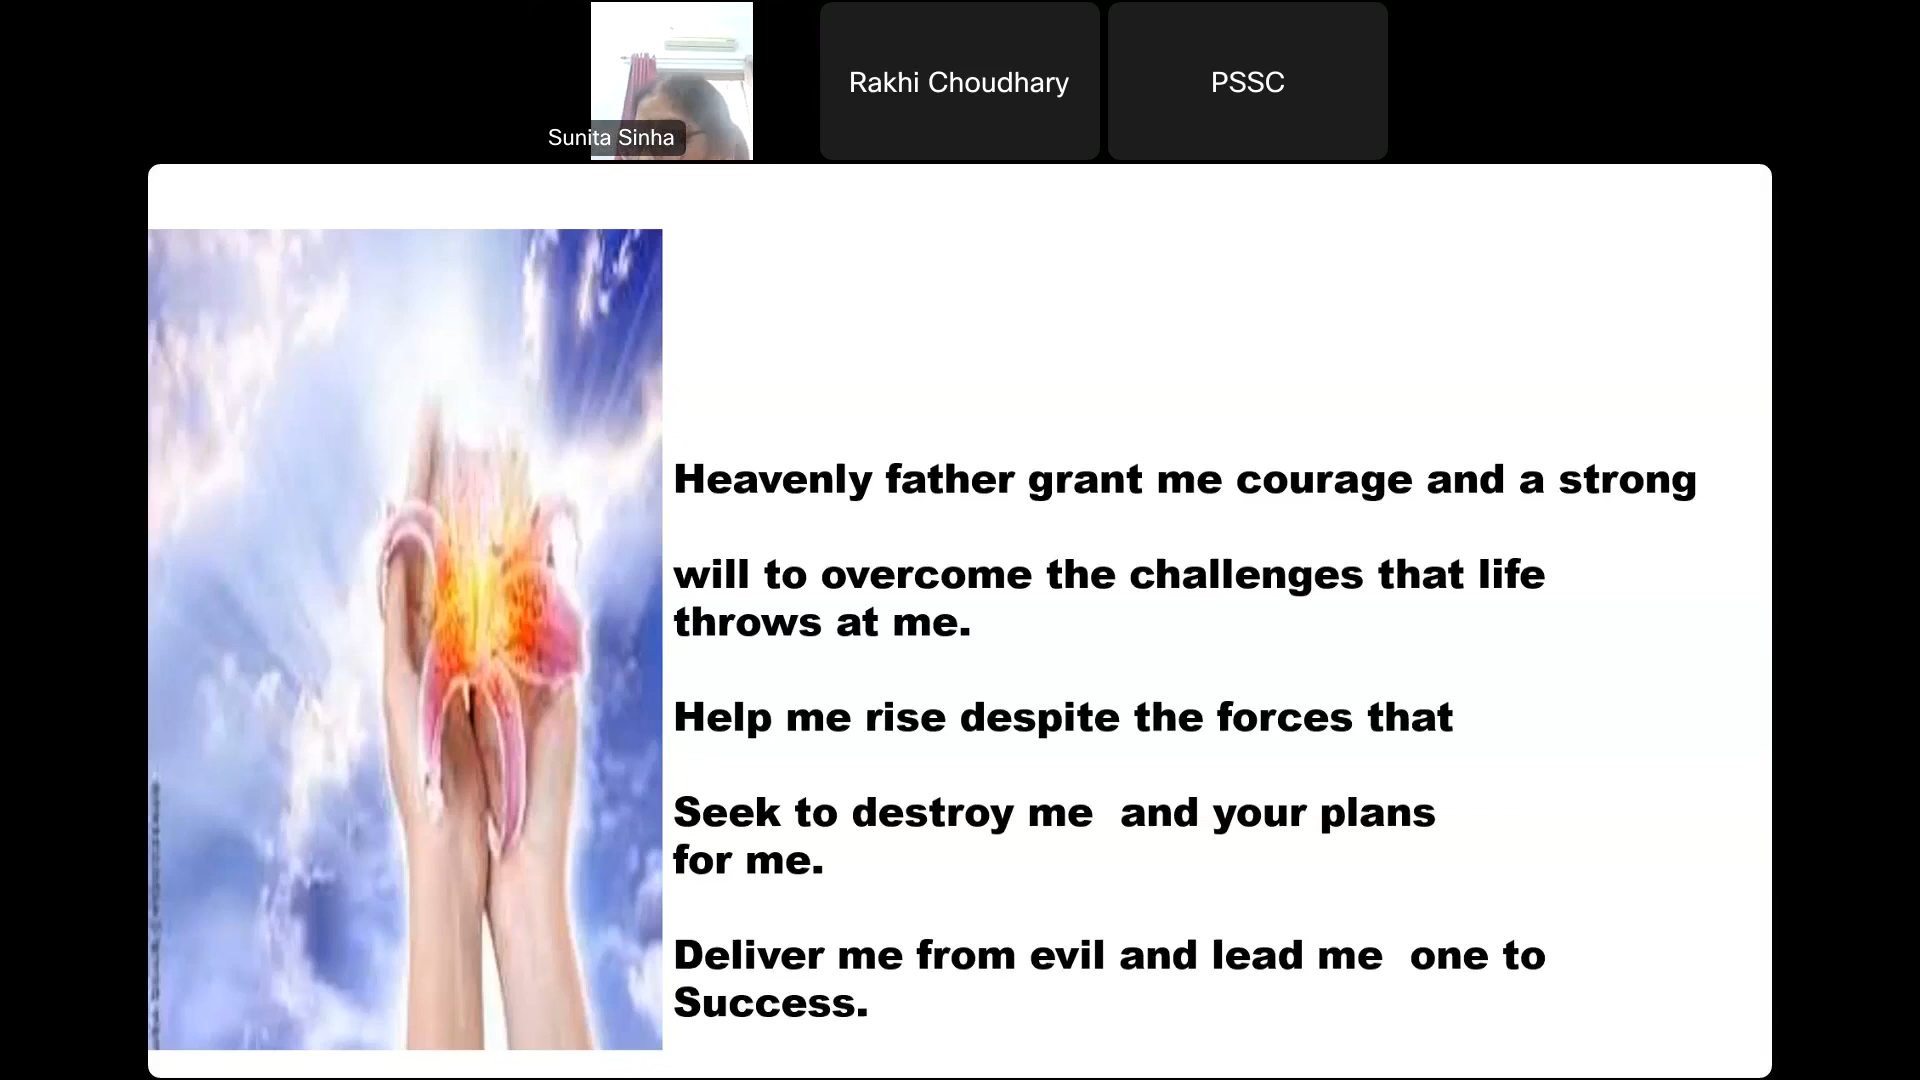 Sunita Sinha
Rakhi Choudhary
PSSC
Heavenly father grant me courage and a strong
will to overcome the challenges that life
throws at me.
Help me rise despite the forces that
Seek to destroy me  and your plans
for me.
Deliver me from evil and lead me  one to
Success.